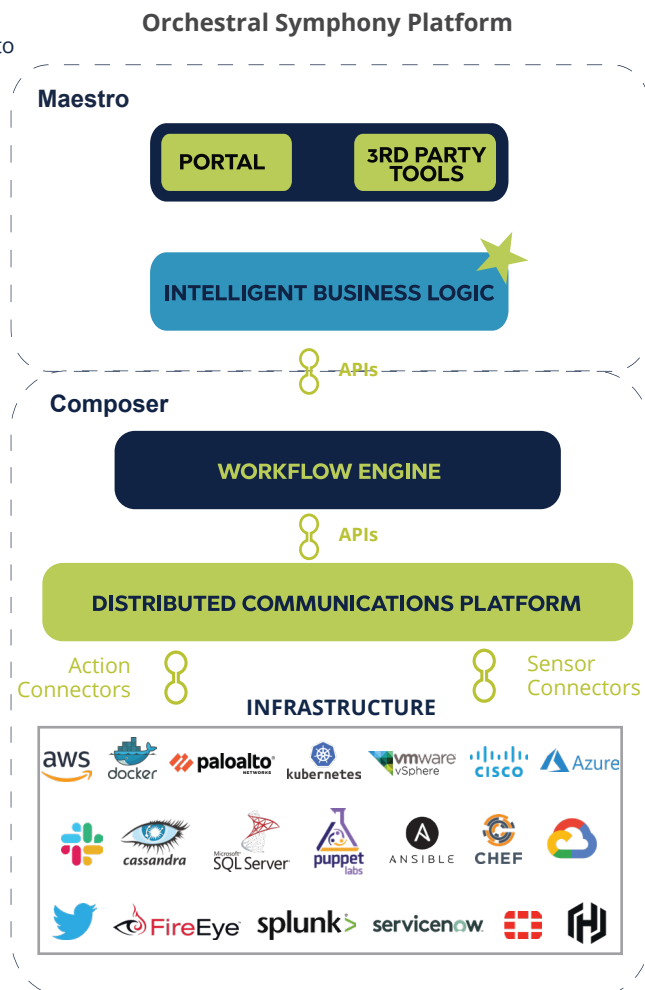 Orchestral Symphony Platform
to
Maestro
PORTAL
3RD PARTY
TOOLS
INTELLIGENT BUSINESS LOGIC
APIs
Composer
WORKFLOW ENGINE
APIs
DISTRIBUTED COMMUNICATIONS PLATFORM
Action
Connectors
Sensor
Connectors
INFRASTRUCTURE
aws
docker
paloalto
NETWORKS
kubernetes
vmware
vSphere
CISCO
Azure
cassandra
Microsoft
SQL Server
puppet
labs
ANSIBLE
CHEF
FireEye
splunk>
servicenow